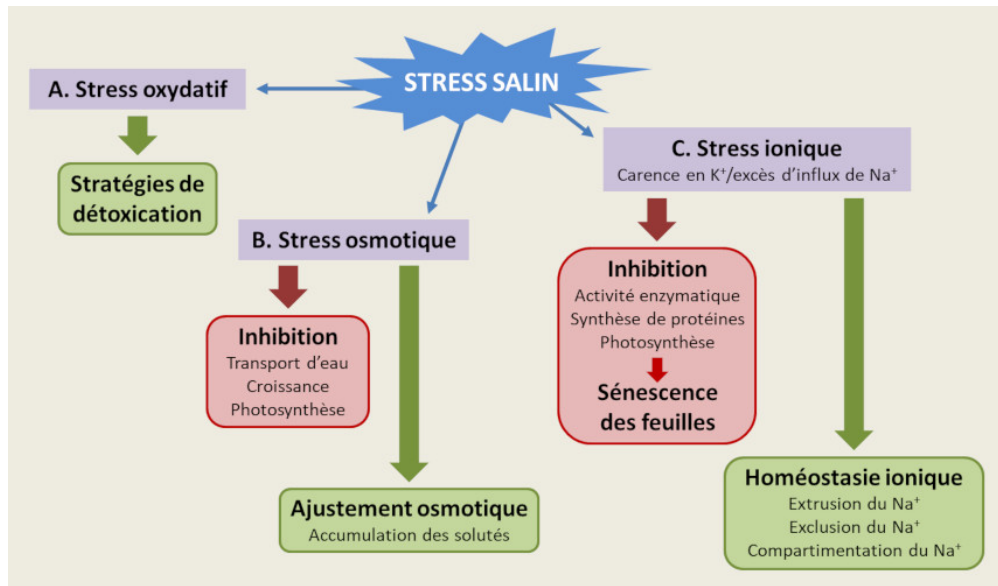 STRESS SALIN
A. Stress oxydatif
Stratégies de
détoxication
B. Stress osmotique
Inhibition
Transport d'eau
Croissance
Photosynthèse
Ajustement osmotique
Accumulation des solutés
C. Stress ionique
Carence en K⁺/excès d'influx de Na⁺
Inhibition
Activité enzymatique
Synthèse de protéines
Photosynthèse
Sénescence
des feuilles
Homéostasie ionique
Extrusion du Na⁺
Exclusion du Na⁺
Compartimentation du Na⁺